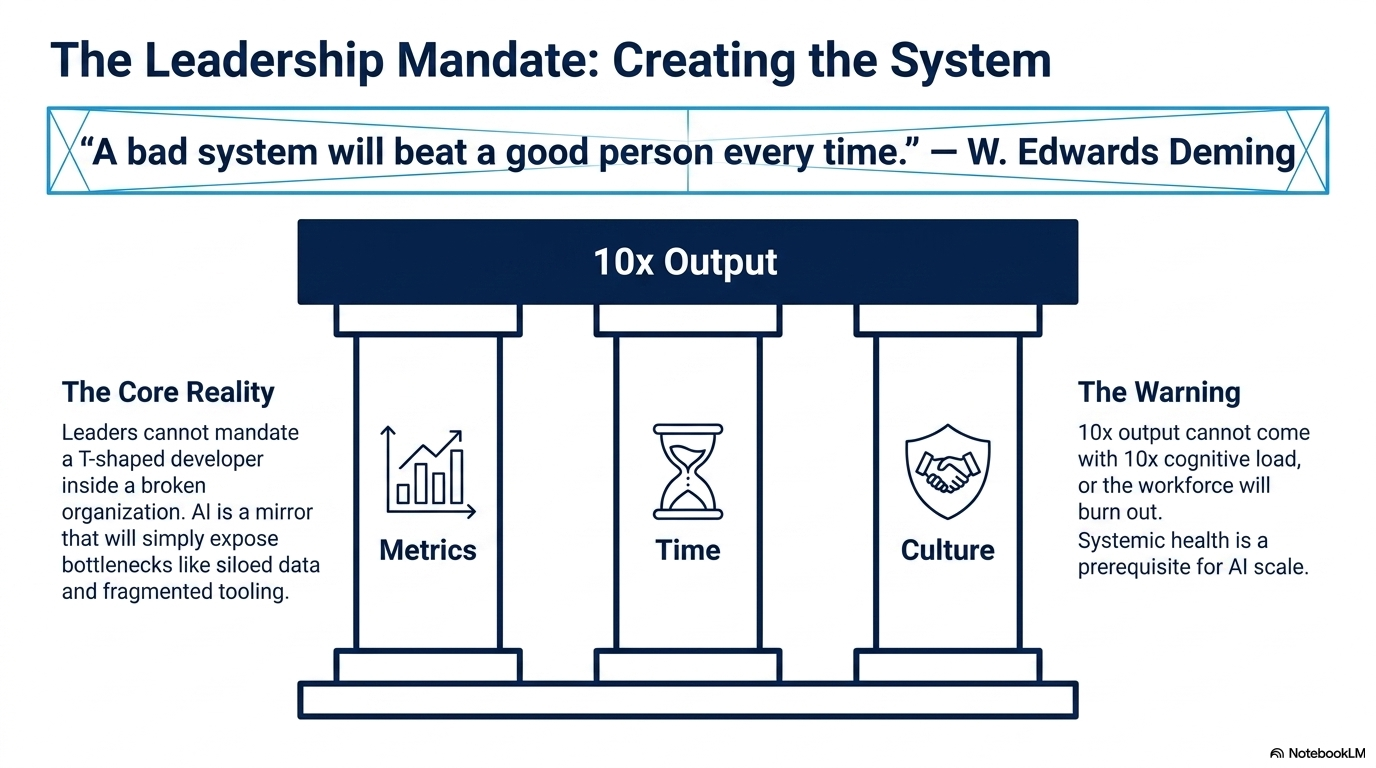 The Leadership Mandate: Creating the System
“A bad system will beat a good person every time.” — W. Edwards Deming
10x Output
The Core Reality
Leaders cannot mandate
a T-shaped developer
inside a broken
organization. AI is a mirror
that will simply expose
bottlenecks like siloed data
and fragmented tooling.
Metrics
Time
Culture
The Warning
10x output cannot come
with 10x cognitive load,
or the workforce will
burn out.
Systemic health is a
prerequisite for AI scale.
NotebookLM